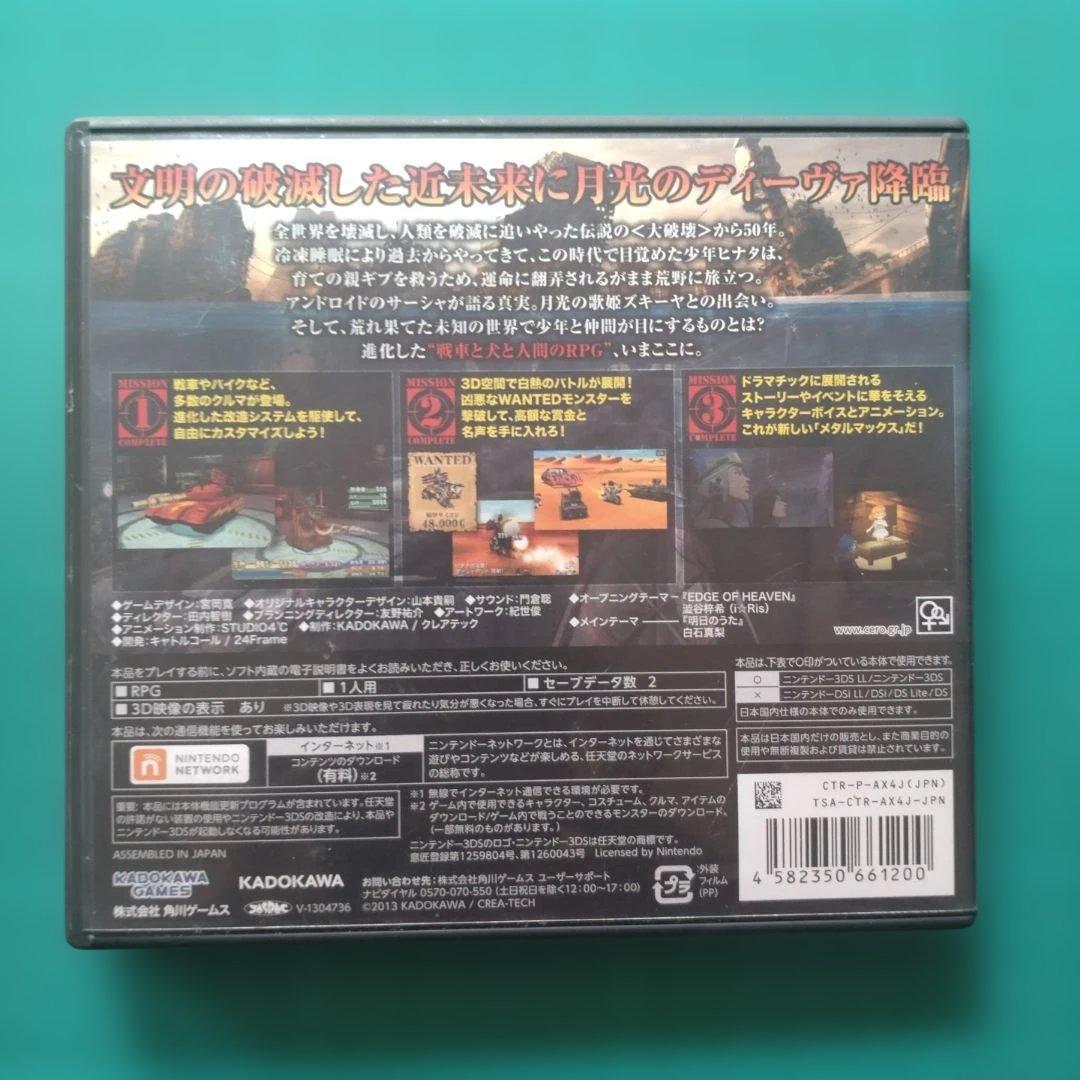 文明の破滅した近未来に月光のディーヴァ降臨
全世界を壊滅し、人類を破滅に追いやった伝説の<大破壊>から50年。
冷凍睡眠により過去からやってきて、この時代で目覚めた少年ヒナタは、
育ての親ギブを救うため、運命に翻弄されるがまま荒野に旅立つ。
アンドロイドのサーシャが語る真実。月光の歌姫ズキーヤとの出会い。
そして、荒れ果てた未知の世界で少年と仲間が目にするものとは?
進化した"戦車と犬と人間のRPG"、いまここに。
MISSION
1
COMPLETE
戦車やバイクなど、
多数のクルマが登場。
進化した改造システムを駆使して、
自由にカスタマイズしよう!
MISSION
2
COMPLETE
3D空間で白熱のバトルが展開!
凶悪なWANTEDモンスターを
撃破して、高額な賞金と
名声を手に入れろ!
WANTED
48,000G
MISSION
3
COMPLETE
ドラマチックに展開される
ストーリーやイベントに華をそえる
キャラクターボイスとアニメーション。
これが新しい「メタルマックス」だ!
◆ゲームデザイン:宮岡寛 ◆オリジナルキャラクターデザイン:山本貴嗣 ◆サウンド:門倉聡
◆ディレクター:田内智樹 ◆プランニングディレクター:友野祐介 ◆アートワーク:紀世俊
◆アニメーション制作:STUDIO4℃ ◆制作:KADOKAWA / クレアテック
◆開発:キャトルコール / 24Frame
◆オープニングテーマー『EDGE OF HEAVEN』
澁谷梓希 (i☆Ris)
◆メインテーマ ――『明日のうた』
白石真梨
www.cero.gr.jp
本品をプレイする前に、ソフト内蔵の電子説明書をよくお読みいただき、正しくお使いください。
■RPG ■1人用 ■セーブデータ数 2
■3D映像の表示 あり ※3D映像や3D表現を見て疲れたり気分が悪くなった場合、すぐにプレイを中断して休憩してください。
本品は、次の通信機能を使ってお楽しみいただけます。
NINTENDO
NETWORK
インターネット※1
コンテンツのダウンロード
(有料)※2
ニンテンドーネットワークとは、インターネットを通じてさまざまな
遊びやコンテンツなどが楽しめる、任天堂のネットワークサービス
の総称です。
※1 無線でインターネット通信できる環境が必要です。
※2 ゲーム内で使用できるキャラクター、コスチューム、クルマ、アイテムの
ダウンロード/ゲーム内で戦うことのできるモンスターのダウンロード、
(一部無料のものがあります。)
重要: 本品には本体機能更新プログラムが含まれています。任天堂
の許諾がない装置の使用やニンテンドー3DSの改造により、本品や
ニンテンドー3DSが起動しなくなる可能性があります。
ニンテンドー3DSのロゴ・ニンテンドー3DSは任天堂の商標です。
意匠登録第1259804号、第1260043号 Licensed by Nintendo
本品は、下表で〇印がついている本体で使用できます。
〇 ニンテンドー3DS LL/ニンテンドー3DS
× ニンテンドーDSi LL/DSi/DS Lite/DS
日本国内仕様の本体でのみ使用できます。
本品は日本国内だけの販売とし、また商業目的の
使用や無断複製および賃貸は禁止されています。
CTR-P-AX4J(JPN)
TSA-CTR-AX4J-JPN
4 582350 661200
ASSEMBLED IN JAPAN
KADOKAWA
GAMES
株式会社 角川ゲームス
KADOKAWA
V-1304736
お問い合わせ先:株式会社角川ゲームス ユーザーサポート
ナビダイヤル 0570-070-550 (土日祝日を除く12:00~17:00)
©2013 KADOKAWA / CREA-TECH
プラ
外装
フィルム
(PP)